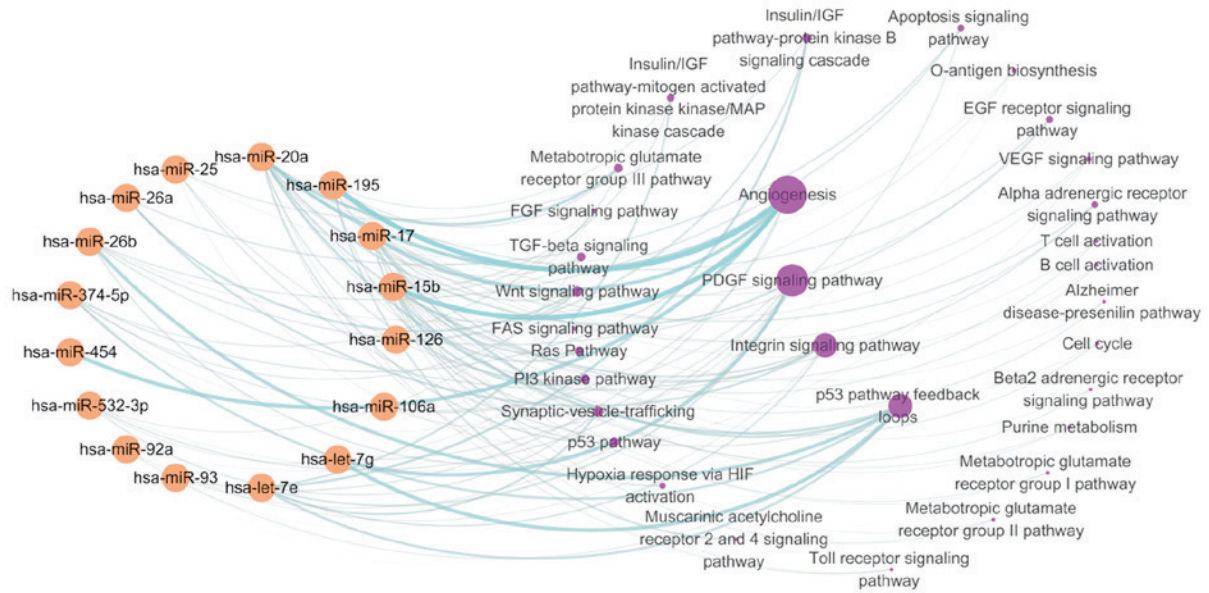 hsa-miR-20a
hsa-miR-25
hsa-miR-195
hsa-miR-26a
hsa-miR-17
hsa-miR-26b
hsa-miR-15b
hsa-miR-374-5p
hsa-miR-126
hsa-miR-454
hsa-miR-532-3p
hsa-miR-106a
hsa-miR-92a
hsa-let-7g
hsa-miR-93
hsa-let-7e
Insulin/IGF
pathway-mitogen activated
protein kinase kinase/MAP
kinase cascade
Metabotropic glutamate
receptor group III pathway
FGF signaling pathway
TGF-beta signaling
pathway
Wnt signaling pathway
FAS signaling pathway
Ras Pathway
PI3 kinase pathway
Synaptic-vesicle-trafficking
p53 pathway
Hypoxia response via HIF
activation
Muscarinic acetylcholine
receptor 2 and 4 signaling
pathway
Insulin/IGF
pathway-protein kinase B
signaling cascade
Angiogenesis
PDGF signaling pathway
Integrin signaling pathway
p53 pathway feedback
loops
Apoptosis signaling
pathway
O-antigen biosynthesis
EGF receptor signaling
pathway
VEGF signaling pathway
Alpha adrenergic receptor
signaling pathway
T cell activation
B cell activation
Alzheimer
disease-presenilin pathway
Cell cycle
Beta2 adrenergic receptor
signaling pathway
Purine metabolism
Metabotropic glutamate
receptor group I pathway
Metabotropic glutamate
receptor group II pathway
Toll receptor signaling
pathway